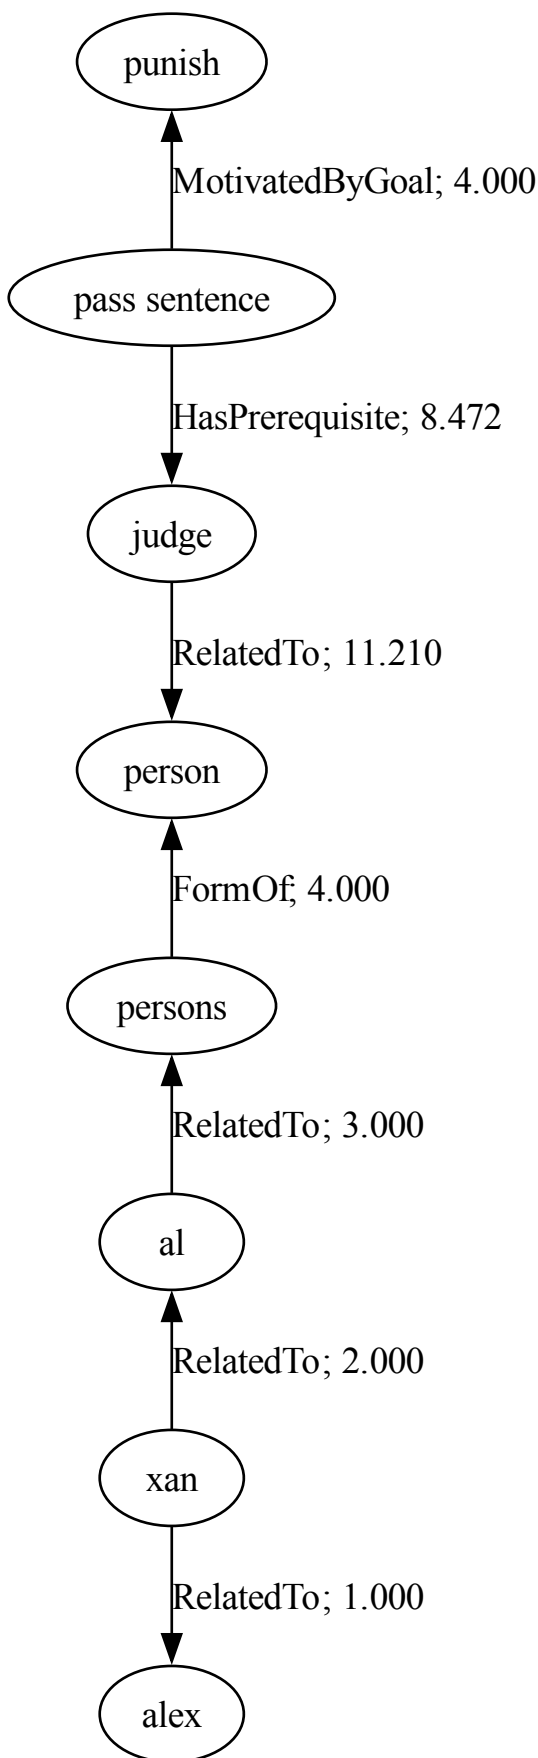 punish
MotivatedByGoal; 4.000
pass sentence
HasPrerequisite; 8.472
judge
RelatedTo; 11.210
person
FormOf; 4.000
persons
RelatedTo; 3.000
al
RelatedTo; 2.000
xan
RelatedTo; 1.000
alex